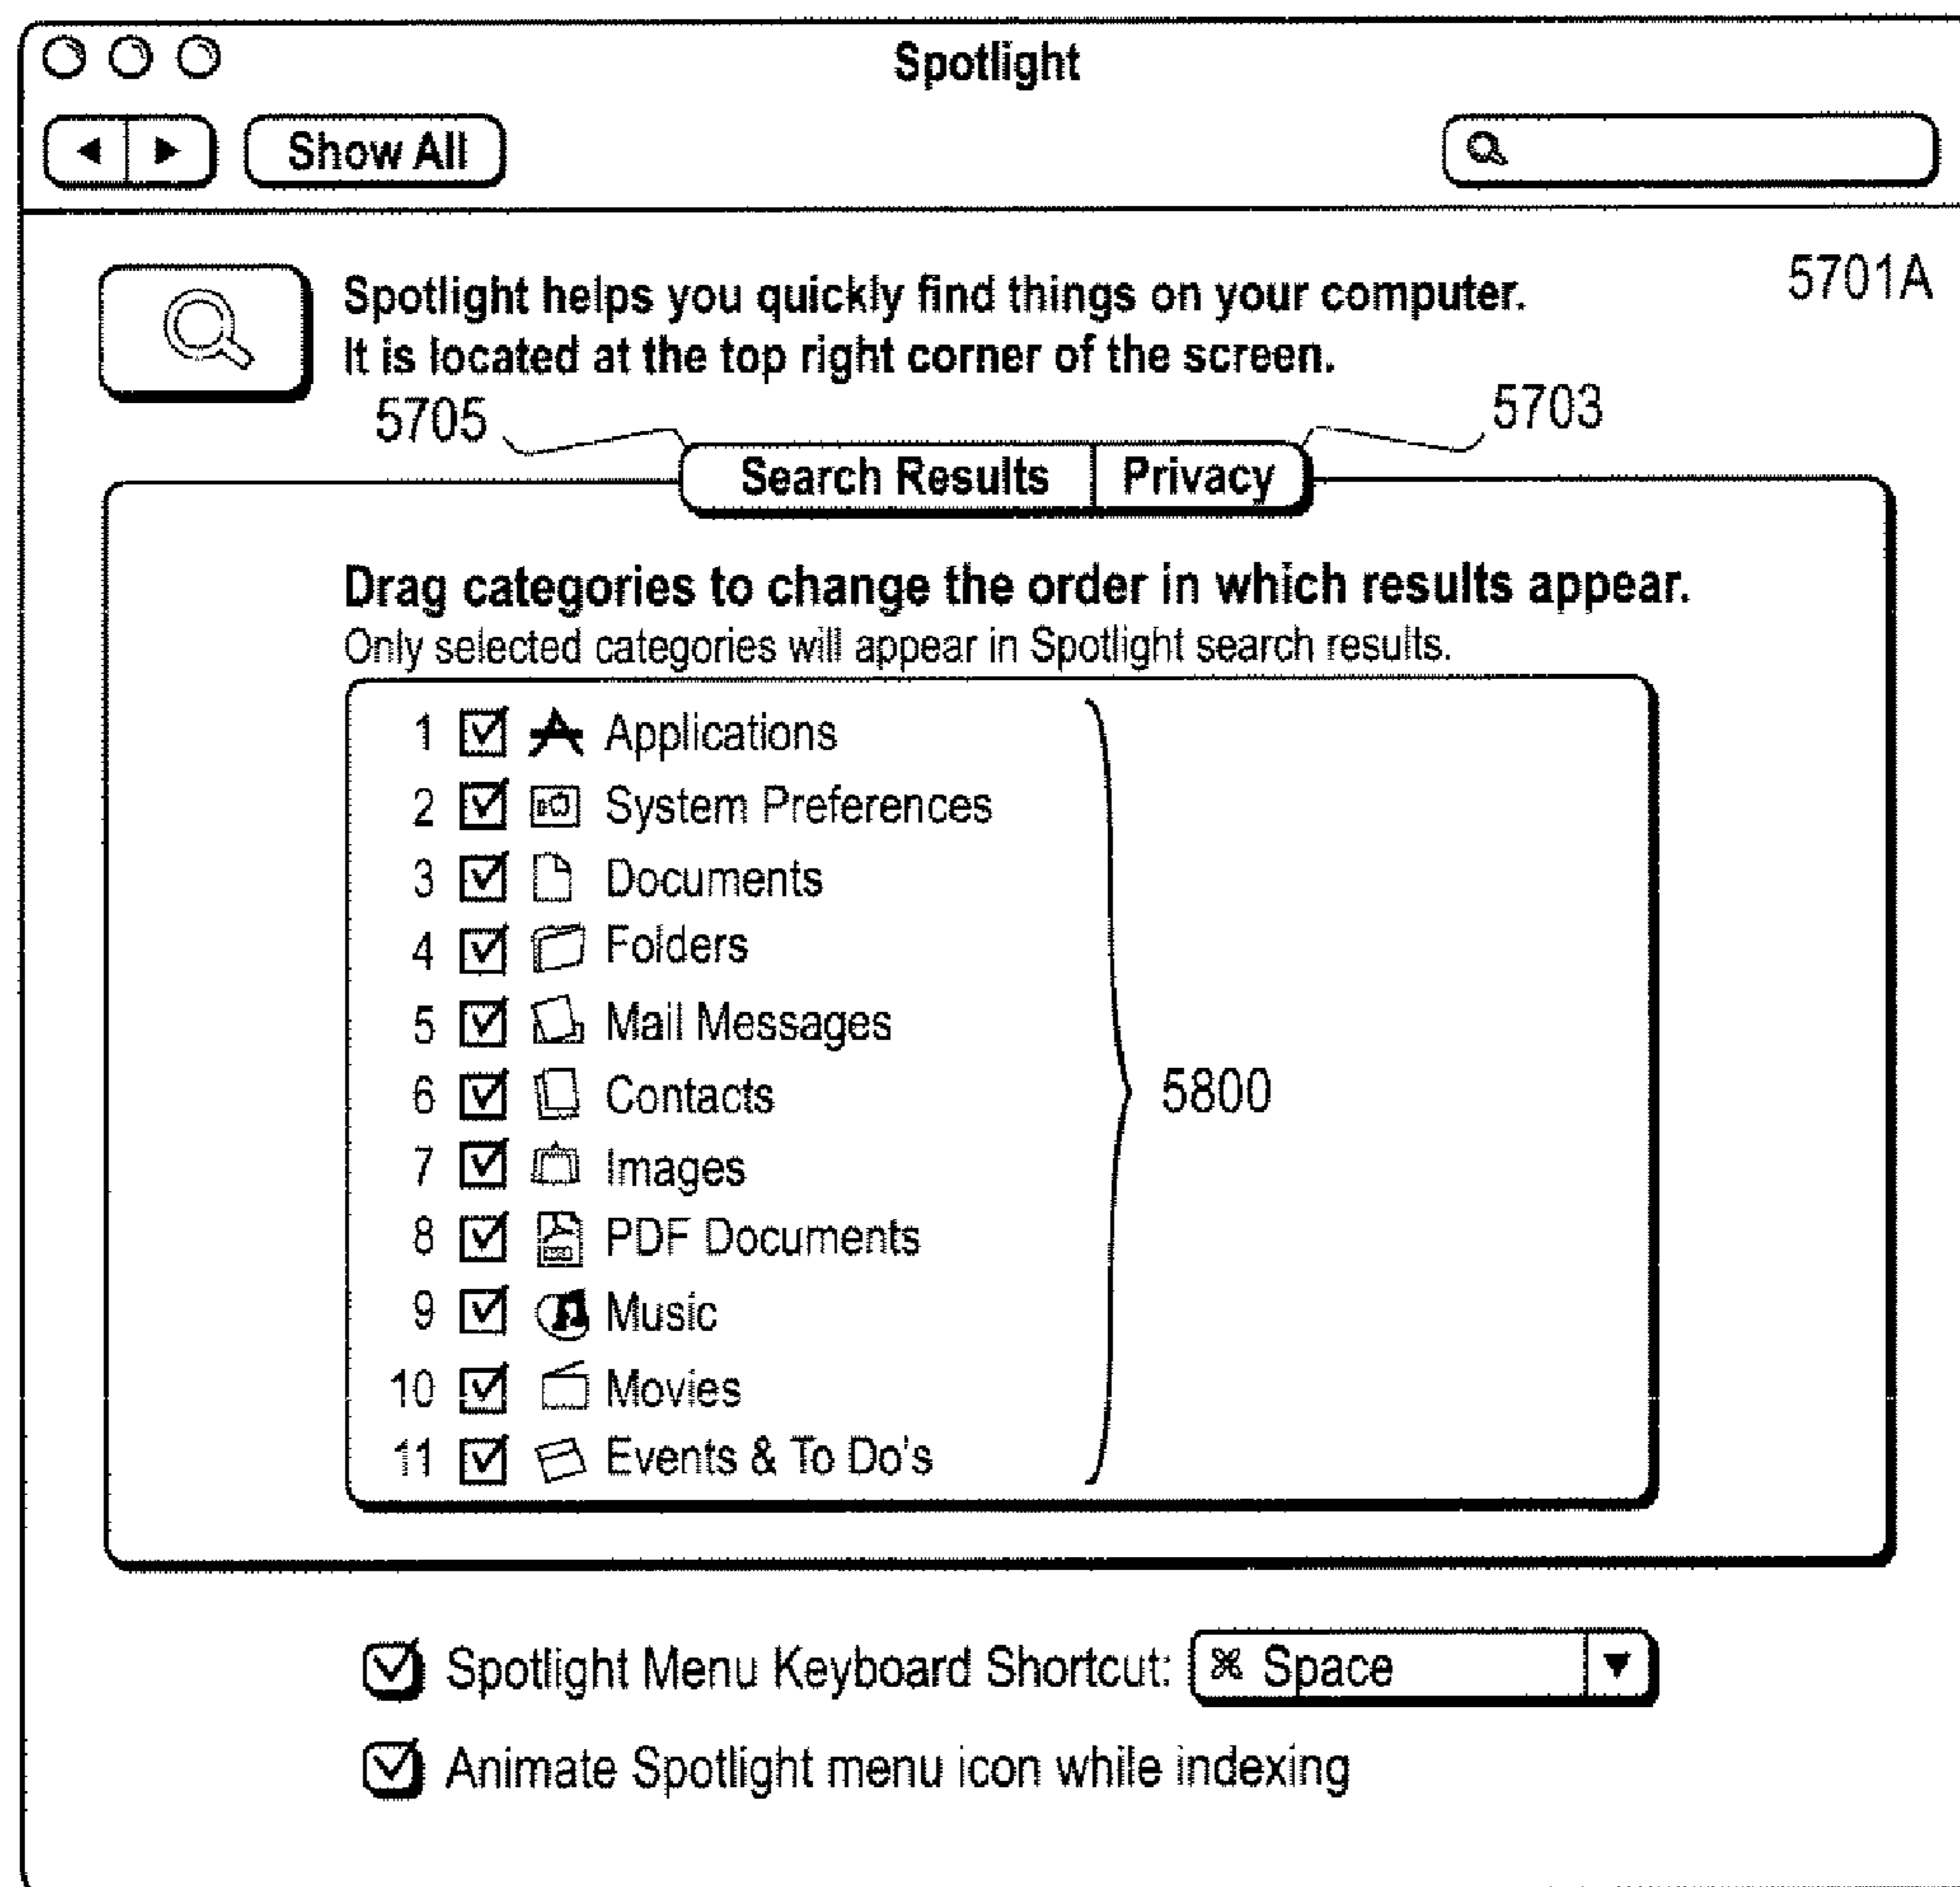 Spotlight
Show All
5701A
Spotlight helps you quickly find things on your computer.
It is located at the top right corner of the screen.
5705
5703
Search Results Privacy
Drag categories to change the order in which results appear.
Only selected categories will appear in Spotlight search results.
1 Applications
2 System Preferences
3 Documents
4 Folders
5 Mail Messages
6 Contacts
7 Images
8 PDF Documents
9 Music
10 Movies
11 Events & To Do's
5800
Spotlight Menu Keyboard Shortcut: ⌘ Space
Animate Spotlight menu icon while indexing